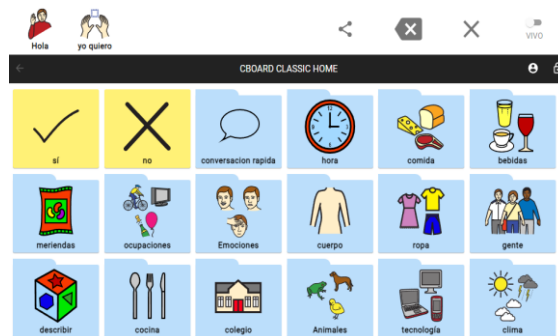 Hola yo quiero
VIVO
CBOARD CLASSIC HOME
sí no conversacion rapida hora comida bebidas
meriendas ocupaciones Emociones cuerpo ropa gente
describir cocina colegio Animales tecnología clima